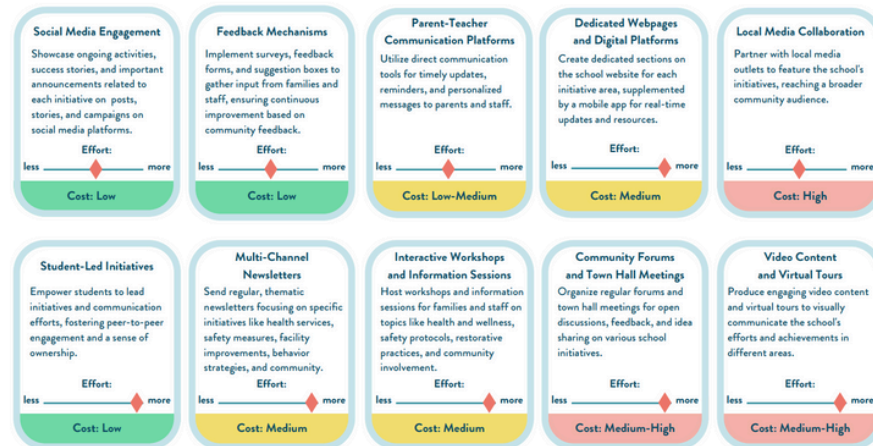 Social Media Engagement
Showcase ongoing activities,
success stories, and important
announcements related to
each initiative on posts,
stories, and campaigns on
social media platforms.
Effort:
less more
Cost: Low
Feedback Mechanisms
Implement surveys, feedback
forms, and suggestion boxes to
gather input from families and
staff, ensuring continuous
improvement based on
community feedback.
Effort:
less more
Cost: Low
Parent-Teacher
Communication Platforms
Utilize direct communication
tools for timely updates,
reminders, and personalized
messages to parents and staff.
Effort:
less more
Cost: Low-Medium
Dedicated Webpages
and Digital Platforms
Create dedicated sections on
the school website for each
initiative area, supplemented
by a mobile app for real-time
updates and resources.
Effort:
less more
Cost: Medium
Local Media Collaboration
Partner with local media
outlets to feature the school's
initiatives, reaching a broader
community audience.
Effort:
less more
Cost: High
Student-Led Initiatives
Empower students to lead
initiatives and communication
efforts, fostering peer-to-peer
engagement and a sense of
ownership.
Effort:
less more
Cost: Low
Multi-Channel
Newsletters
Send regular, thematic
newsletters focusing on specific
initiatives like health services,
safety measures, facility
improvements, behavior
strategies, and community.
Effort:
less more
Cost: Medium
Interactive Workshops
and Information Sessions
Host workshops and information
sessions for families and staff on
topics like health and wellness,
safety protocols, restorative
practices, and community
involvement.
Effort:
less more
Cost: Medium
Community Forums
and Town Hall Meetings
Organize regular forums and
town hall meetings for open
discussions, feedback, and idea
sharing on various school
initiatives.
Effort:
less more
Cost: Medium-High
Video Content
and Virtual Tours
Produce engaging video content
and virtual tours to visually
communicate the school's
efforts and achievements in
different areas.
Effort:
less more
Cost: Medium-High